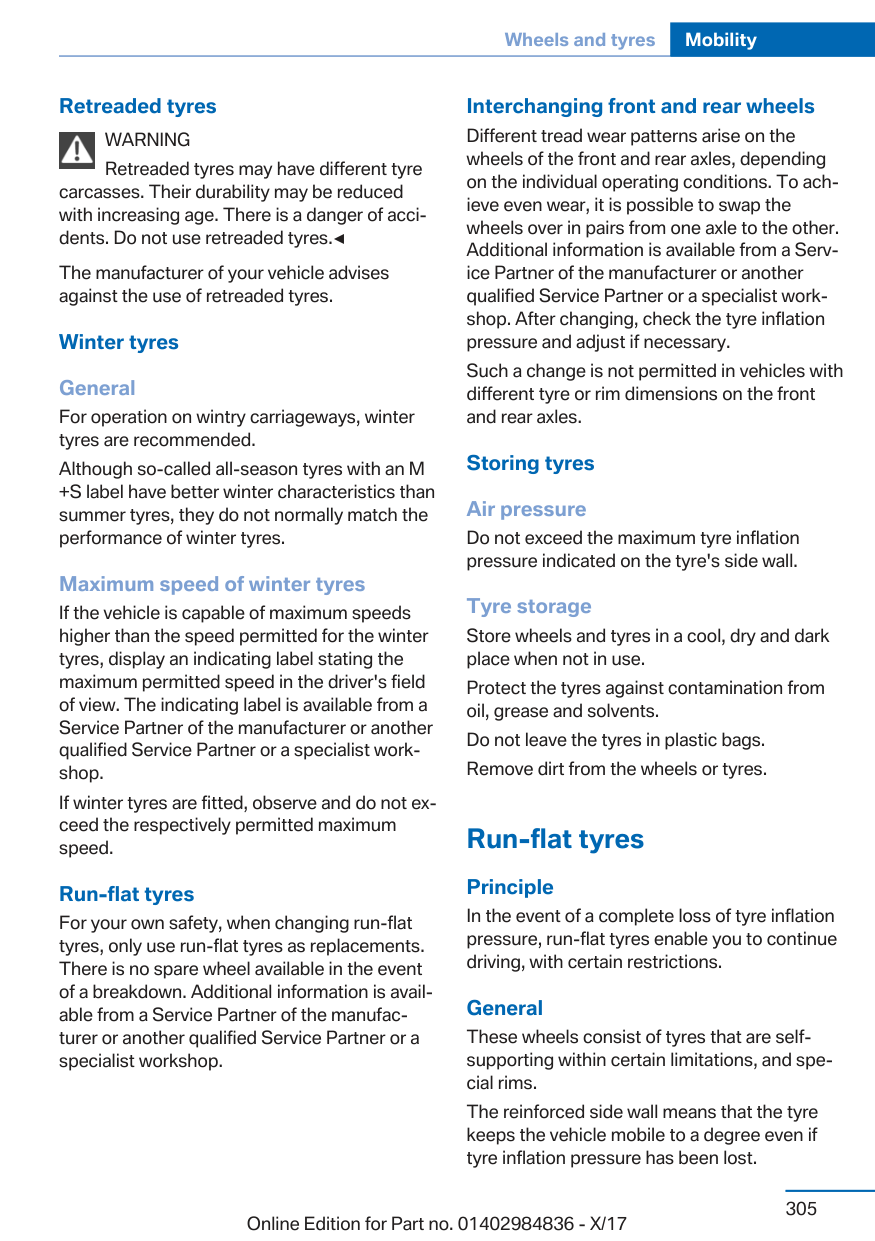 Wheels and tyres
Mobility
Retreaded tyres
WARNING
Retreaded tyres may have different tyre
carcasses. Their durability may be reduced
with increasing age. There is a danger of acci-
dents. Do not use retreaded tyres.◄
The manufacturer of your vehicle advises
against the use of retreaded tyres.
Winter tyres
General
For operation on wintry carriageways, winter
tyres are recommended.
Although so-called all-season tyres with an M
+S label have better winter characteristics than
summer tyres, they do not normally match the
performance of winter tyres.
Maximum speed of winter tyres
If the vehicle is capable of maximum speeds
higher than the speed permitted for the winter
tyres, display an indicating label stating the
maximum permitted speed in the driver's field
of view. The indicating label is available from a
Service Partner of the manufacturer or another
qualified Service Partner or a specialist work-
shop.
If winter tyres are fitted, observe and do not ex-
ceed the respectively permitted maximum
speed.
Run-flat tyres
For your own safety, when changing run-flat
tyres, only use run-flat tyres as replacements.
There is no spare wheel available in the event
of a breakdown. Additional information is avail-
able from a Service Partner of the manufac-
turer or another qualified Service Partner or a
specialist workshop.
Interchanging front and rear wheels
Different tread wear patterns arise on the
wheels of the front and rear axles, depending
on the individual operating conditions. To ach-
ieve even wear, it is possible to swap the
wheels over in pairs from one axle to the other.
Additional information is available from a Serv-
ice Partner of the manufacturer or another
qualified Service Partner or a specialist work-
shop. After changing, check the tyre inflation
pressure and adjust if necessary.
Such a change is not permitted in vehicles with
different tyre or rim dimensions on the front
and rear axles.
Storing tyres
Air pressure
Do not exceed the maximum tyre inflation
pressure indicated on the tyre's side wall.
Tyre storage
Store wheels and tyres in a cool, dry and dark
place when not in use.
Protect the tyres against contamination from
oil, grease and solvents.
Do not leave the tyres in plastic bags.
Remove dirt from the wheels or tyres.
Run-flat tyres
Principle
In the event of a complete loss of tyre inflation
pressure, run-flat tyres enable you to continue
driving, with certain restrictions.
General
These wheels consist of tyres that are self-
supporting within certain limitations, and spe-
cial rims.
The reinforced side wall means that the tyre
keeps the vehicle mobile to a degree even if
tyre inflation pressure has been lost.
305
Online Edition for Part no. 01402984836 - X/17